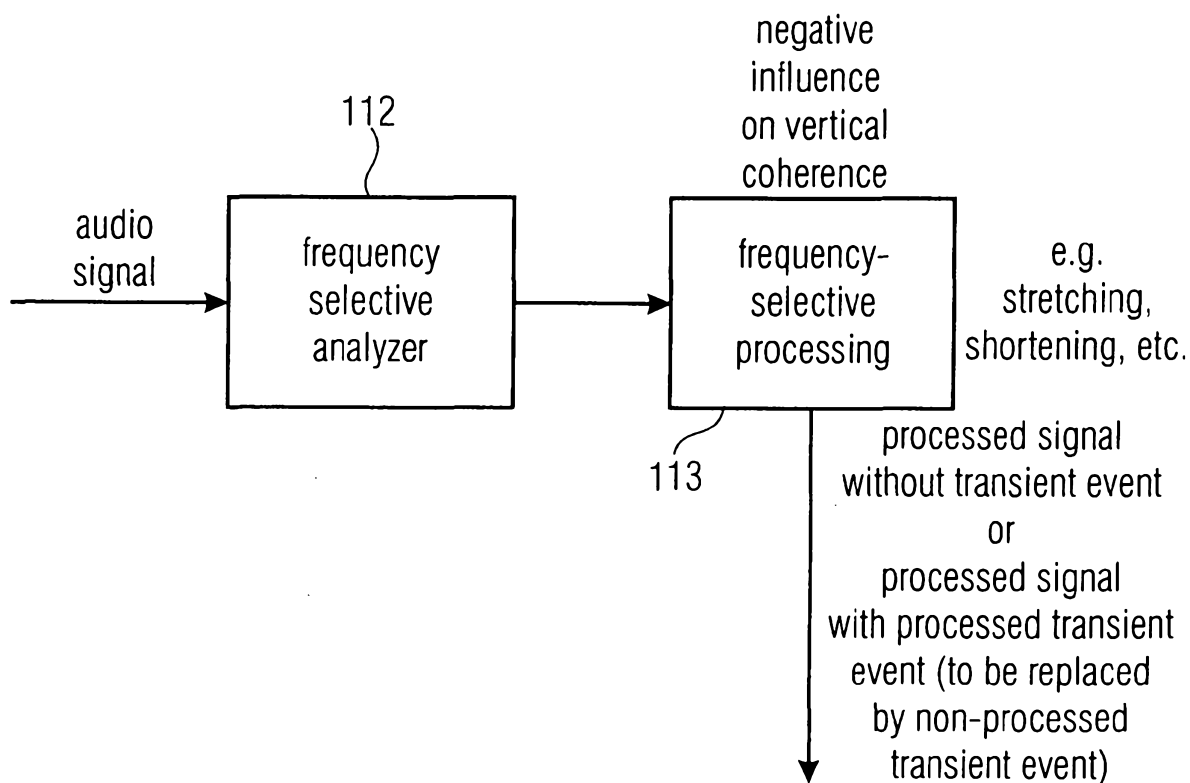 negative
influence
on vertical
coherence
112
audio
signal
frequency
selective
analyzer
frequency-
selective
processing
e.g.
stretching,
shortening, etc.
113
processed signal
without transient event
or
processed signal
with processed transient
event (to be replaced
by non-processed
transient event)